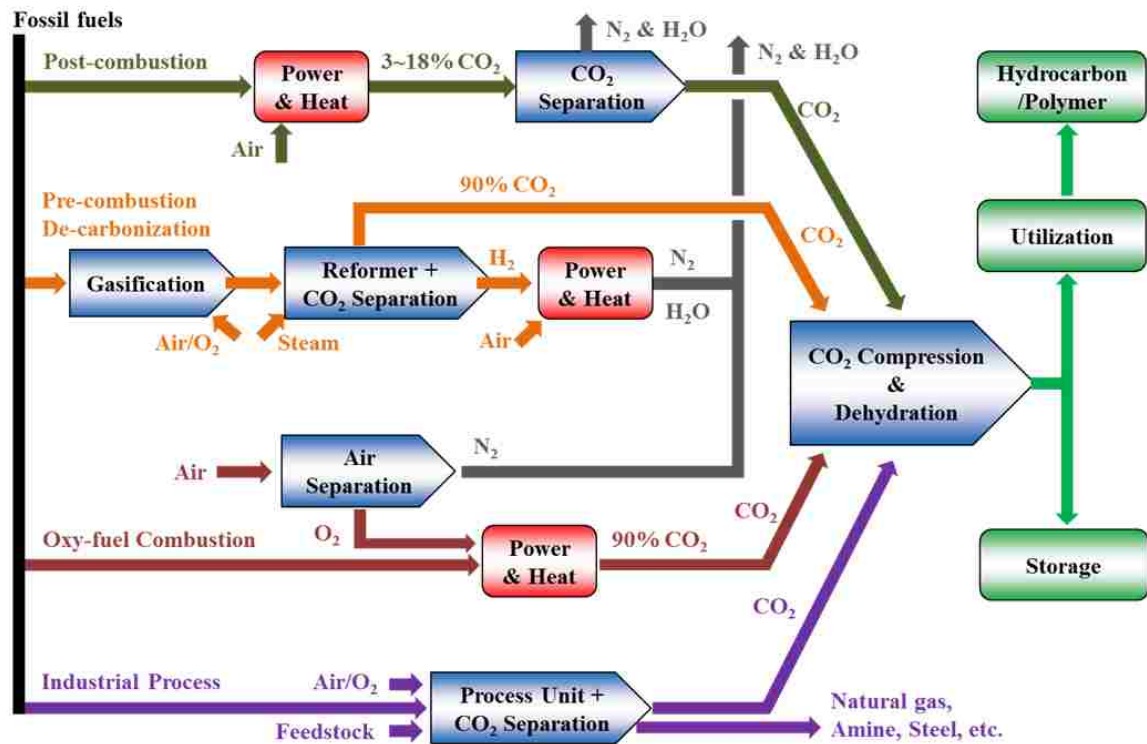 Fossil fuels
Post-combustion
Power
& Heat
Air
3~18% CO₂
CO₂
Separation
N₂ & H₂O
N₂ & H₂O
CO₂
Hydrocarbon
/Polymer
Pre-combustion
De-carbonization
Gasification
Air/O₂
Steam
Reformer +
CO₂ Separation
90% CO₂
H₂
Air
Power
& Heat
N₂
H₂O
CO₂
Utilization
CO₂ Compression
&
Dehydration
Air
Air
Separation
N₂
O₂
Oxy-fuel Combustion
Power
& Heat
90% CO₂
CO₂
Storage
Industrial Process
Air/O₂
Feedstock
Process Unit +
CO₂ Separation
CO₂
Natural gas,
Amine, Steel, etc.